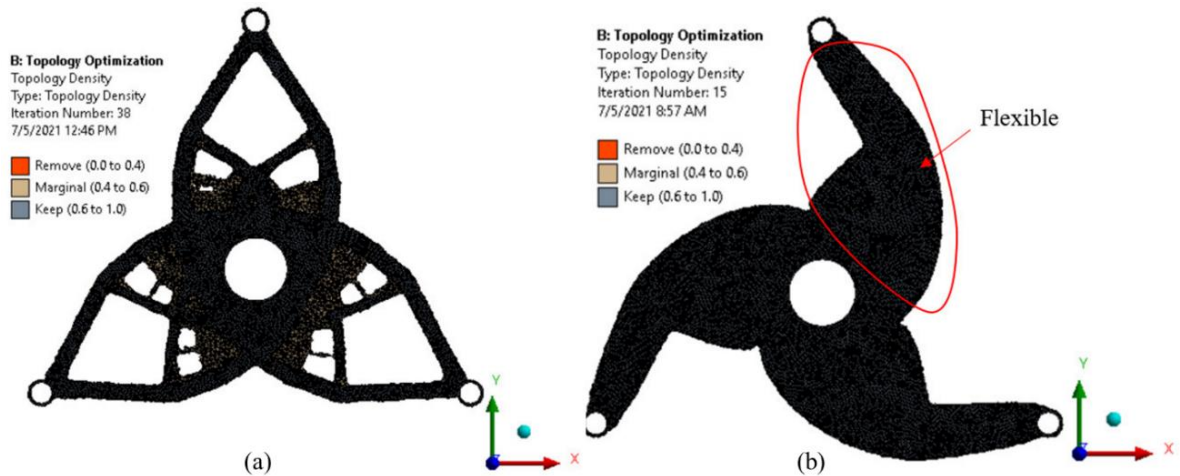 B: Topology Optimization
Topology Density
Type: Topology Density
Iteration Number: 38
7/5/2021 12:46 PM
Remove (0.0 to 0.4)
Marginal (0.4 to 0.6)
Keep (0.6 to 1.0)
Y
X
(a)
B: Topology Optimization
Topology Density
Type: Topology Density
Iteration Number: 15
7/5/2021 8:57 AM
Remove (0.0 to 0.4)
Marginal (0.4 to 0.6)
Keep (0.6 to 1.0)
Flexible
Y
X
(b)